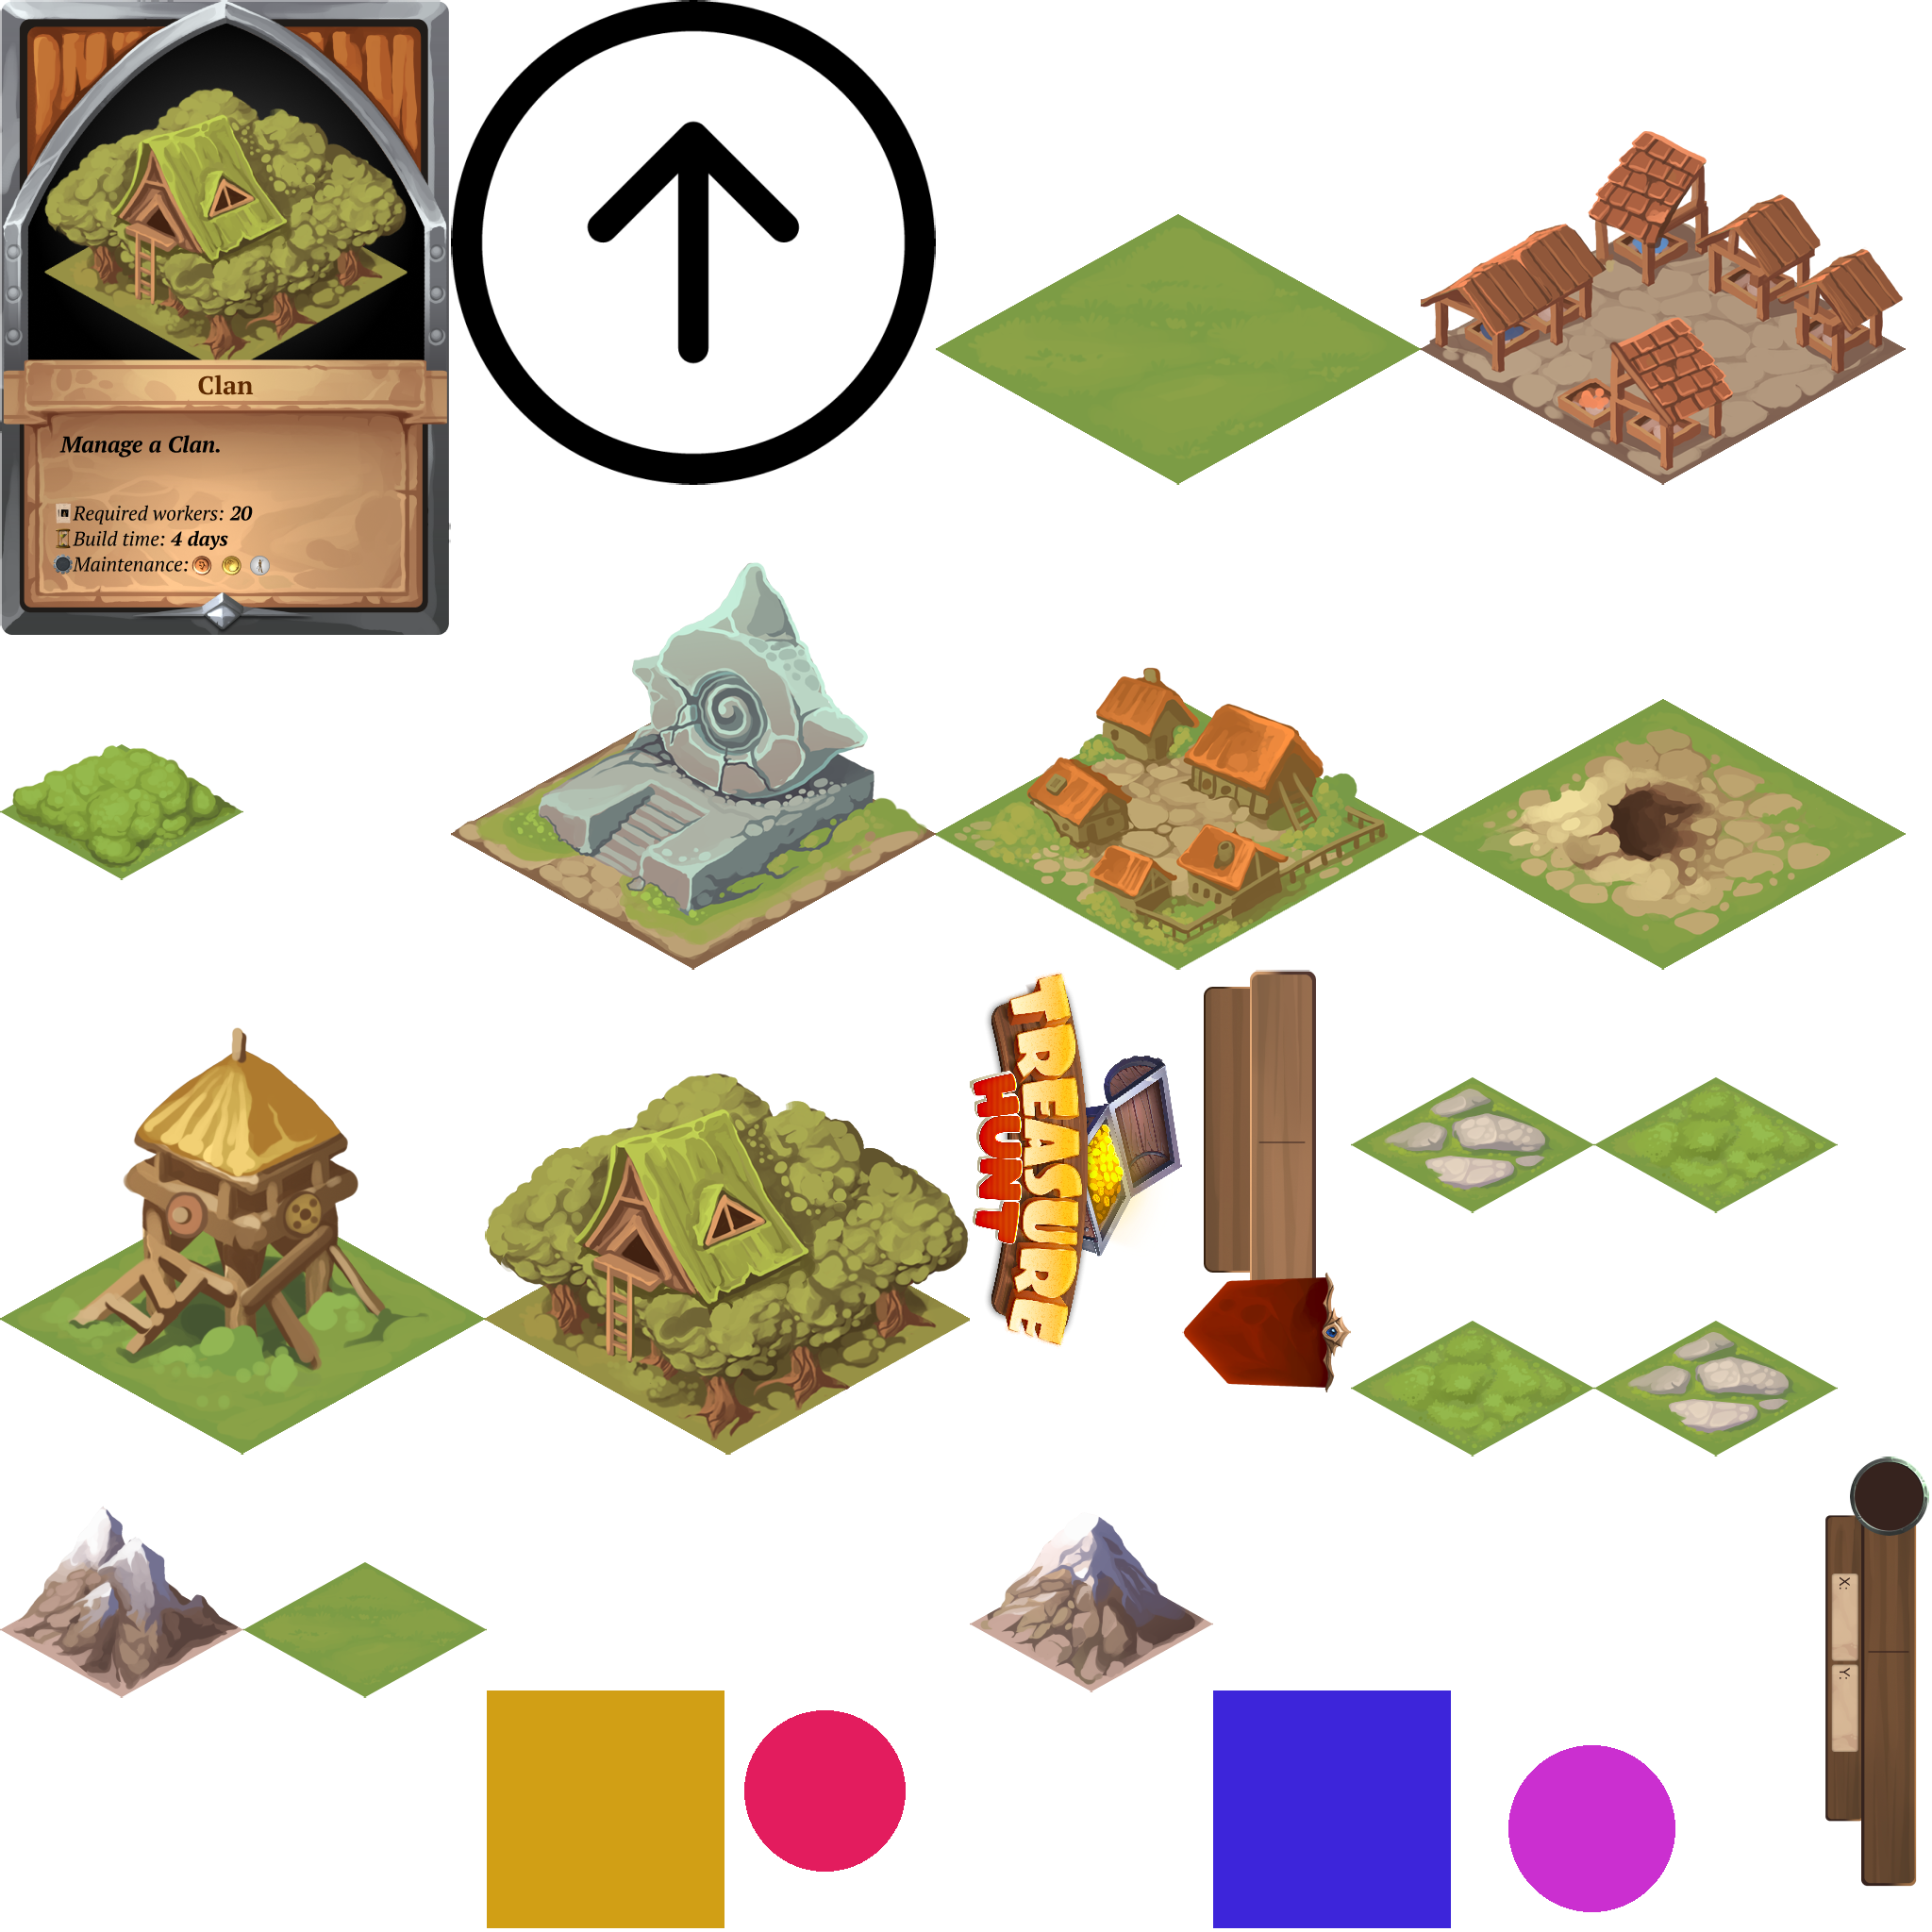 Clan
Manage a Clan.
Required workers: 20
Build time: 4 days
Maintenance:
TREASURE
HUNT
X:
Y: